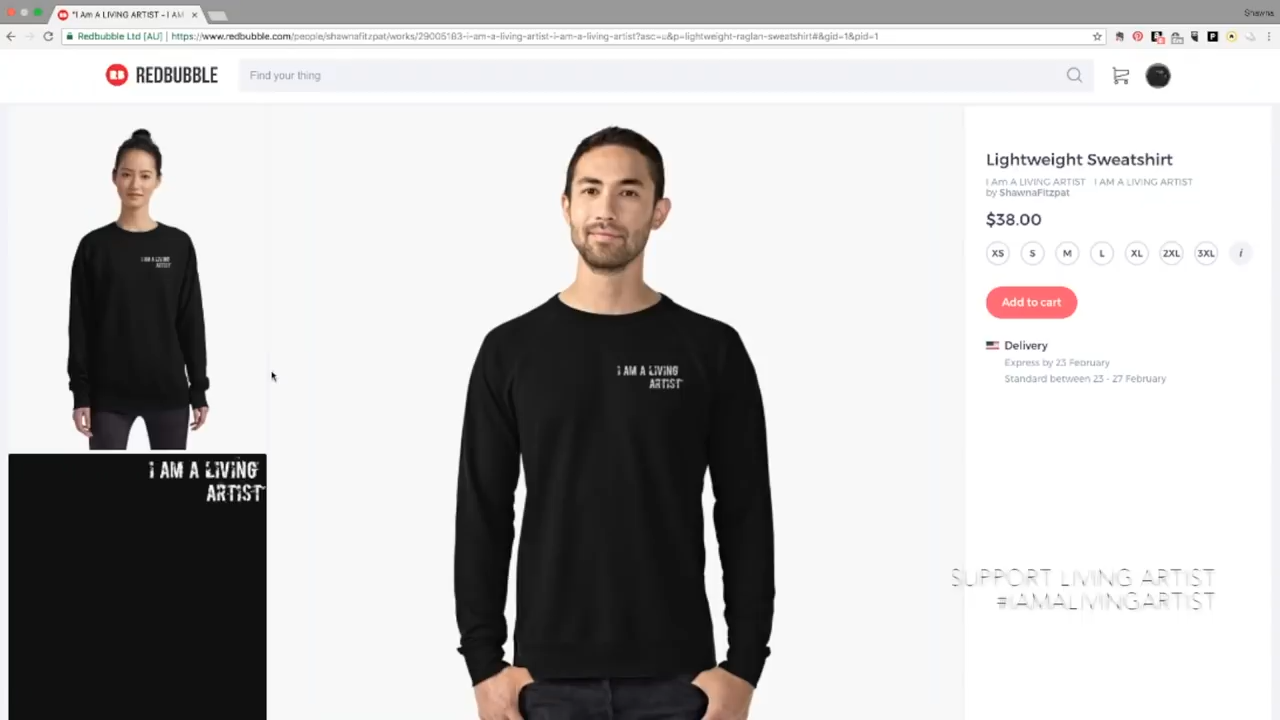 "I Am A LIVING ARTIST - I AM
Shawna
Redbubble Ltd [AU]
https://www.redbubble.com/people/shawnafitzpat/works/29005183-i-am-a-living-artist-i-am-a-living-artist?asc=u&p=lightweight-raglan-sweatshirt#&gid=1&pid=1
RB REDBUBBLE
Find your thing
I AM A LIVING
ARTIST
I AM A LIVING
ARTIST
I AM A LIVING
ARTIST
Lightweight Sweatshirt
I Am A LIVING ARTIST I AM A LIVING ARTIST
by ShawnaFitzpat
$38.00
XS S M L XL 2XL 3XL i
Add to cart
Delivery
Express by 23 February
Standard between 23 - 27 February
SUPPORT LIVING ARTIST
#IAMALIVINGARTIST